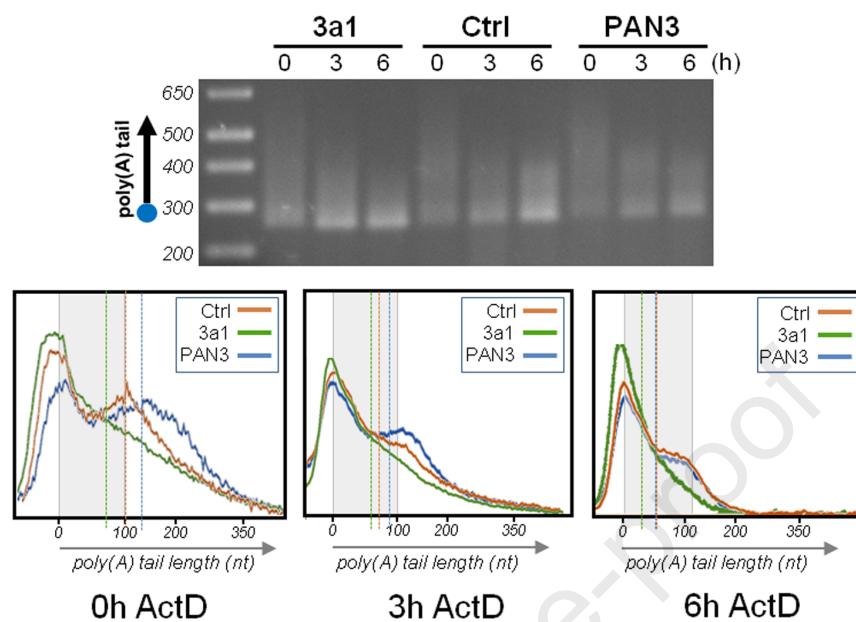 3a1 Ctrl PAN3
0 3 6 0 3 6 0 3 6 (h)
650
500
400
300
200
poly(A) tail
Ctrl
3a1
PAN3
0 100 200 350
poly(A) tail length (nt)
0h ActD
Ctrl
3a1
PAN3
0 100 200 350
poly(A) tail length (nt)
3h ActD
Ctrl
3a1
PAN3
0 100 200 350
poly(A) tail length (nt)
6h ActD
e-proof